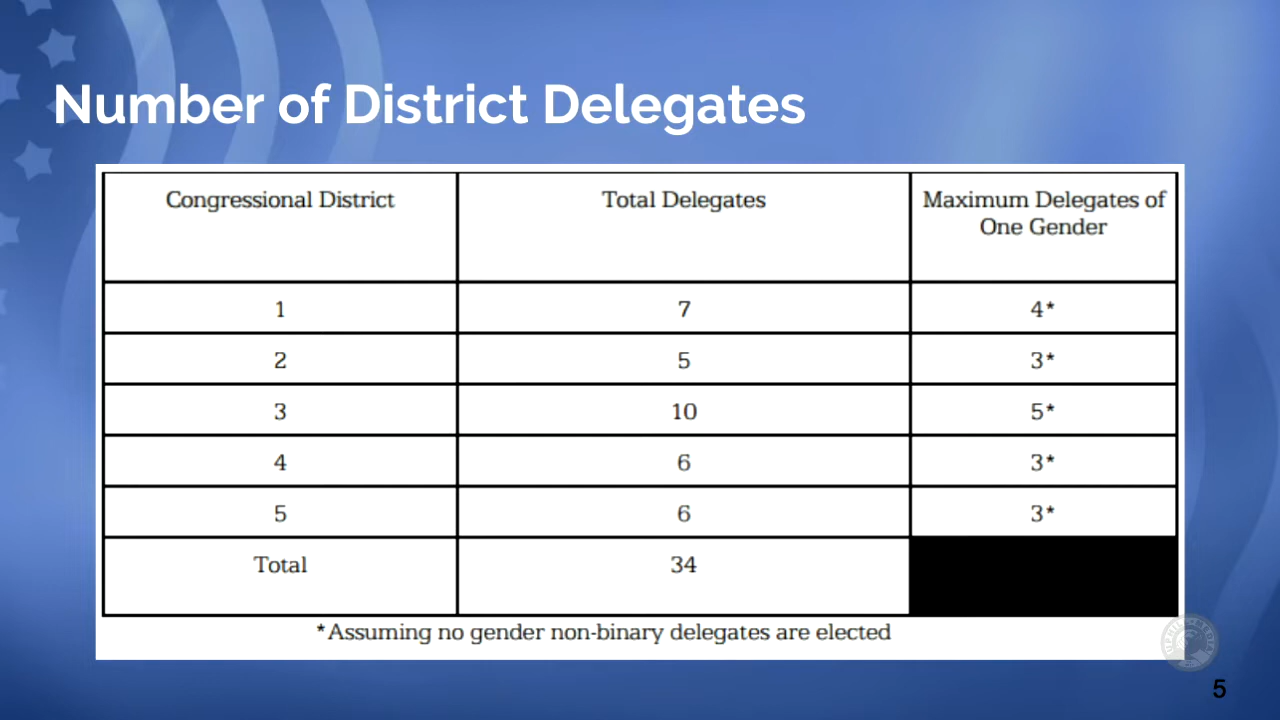 Number of District Delegates
Congressional District Total Delegates Maximum Delegates of
One Gender
1 7 4*
2 5 3*
3 10 5*
4 6 3*
5 6 3*
Total 34
*Assuming no gender non-binary delegates are elected
5